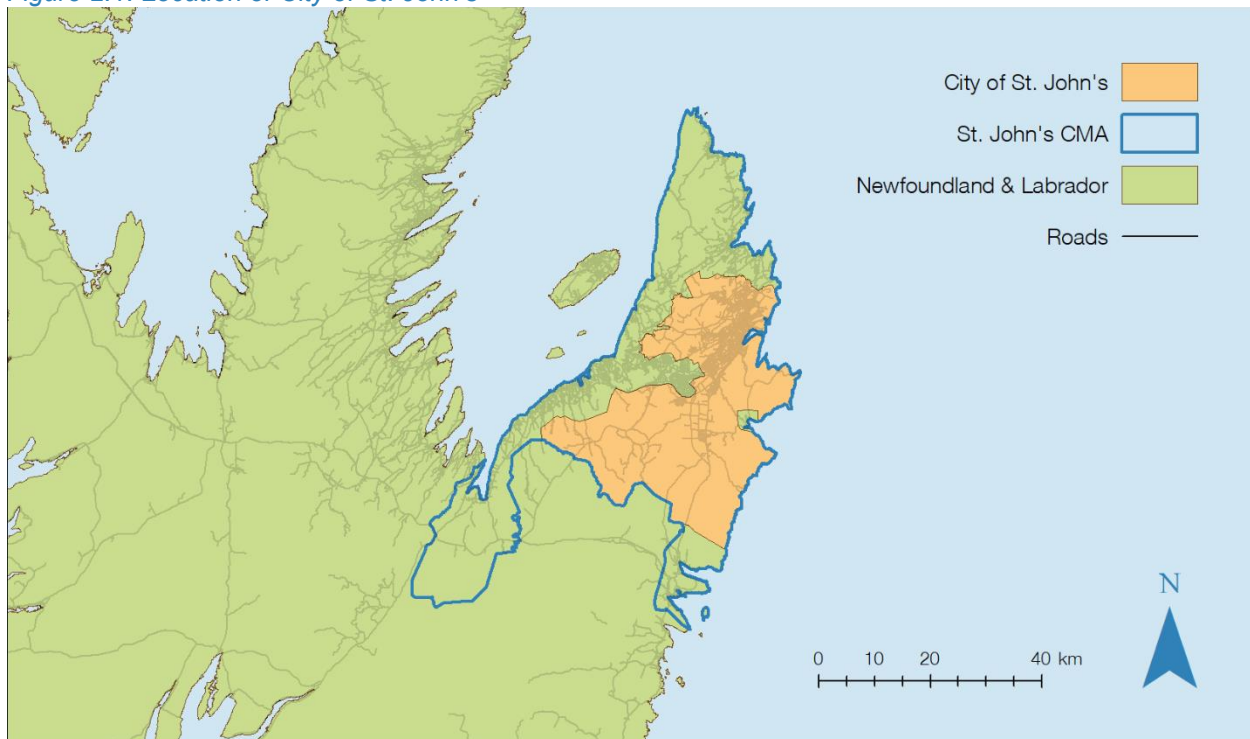 City of St. John's
St. John's CMA
Newfoundland & Labrador
Roads
N
0 10 20 40 km